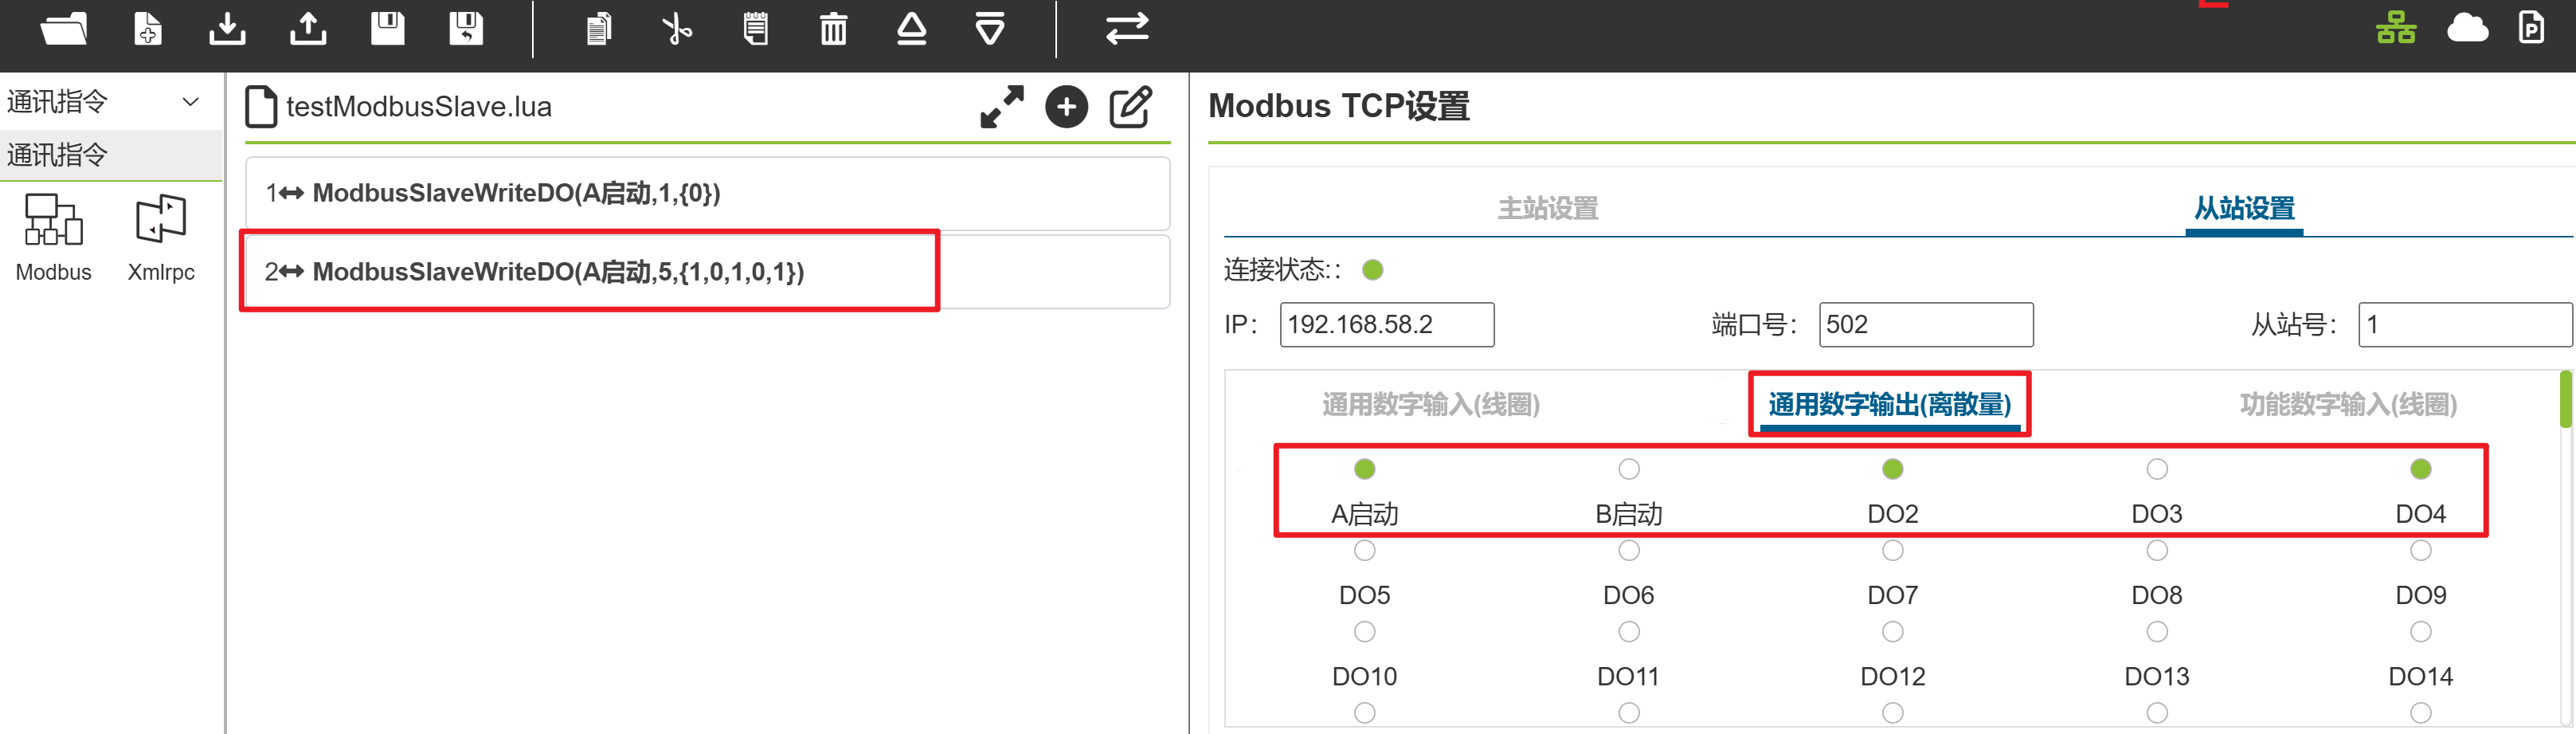 通讯指令
通讯指令
Modbus
Xmlrpc
testModbusSlave.lua
1 ModbusSlaveWriteDO(A启动,1,{0})
2 ModbusSlaveWriteDO(A启动,5,{1,0,1,0,1})
Modbus TCP设置
主站设置 从站设置
连接状态::
IP: 192.168.58.2 端口号: 502 从站号: 1
通用数字输入(线圈) 通用数字输出(离散量) 功能数字输入(线圈)
A启动 B启动 DO2 DO3 DO4
DO5 DO6 DO7 DO8 DO9
DO10 DO11 DO12 DO13 DO14